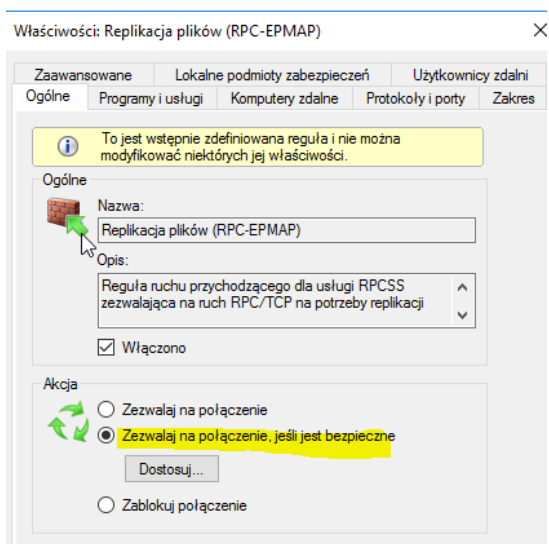 Właściwości: Replikacja plików (RPC-EPMAP)
Zaawansowane Lokalne podmioty zabezpieczeń Użytkownicy zdalni
Ogólne Programy i usługi Komputery zdalne Protokoły i porty Zakres
To jest wstępnie zdefiniowana reguła i nie można
modyfikować niektórych jej właściwości.
Ogólne
Nazwa:
Replikacja plików (RPC-EPMAP)
Opis:
Reguła ruchu przychodzącego dla usługi RPCSS
zezwalająca na ruch RPC/TCP na potrzeby replikacji
Włączono
Akcja
Zezwalaj na połączenie
Zezwalaj na połączenie, jeśli jest bezpieczne
Dostosuj...
Zablokuj połączenie